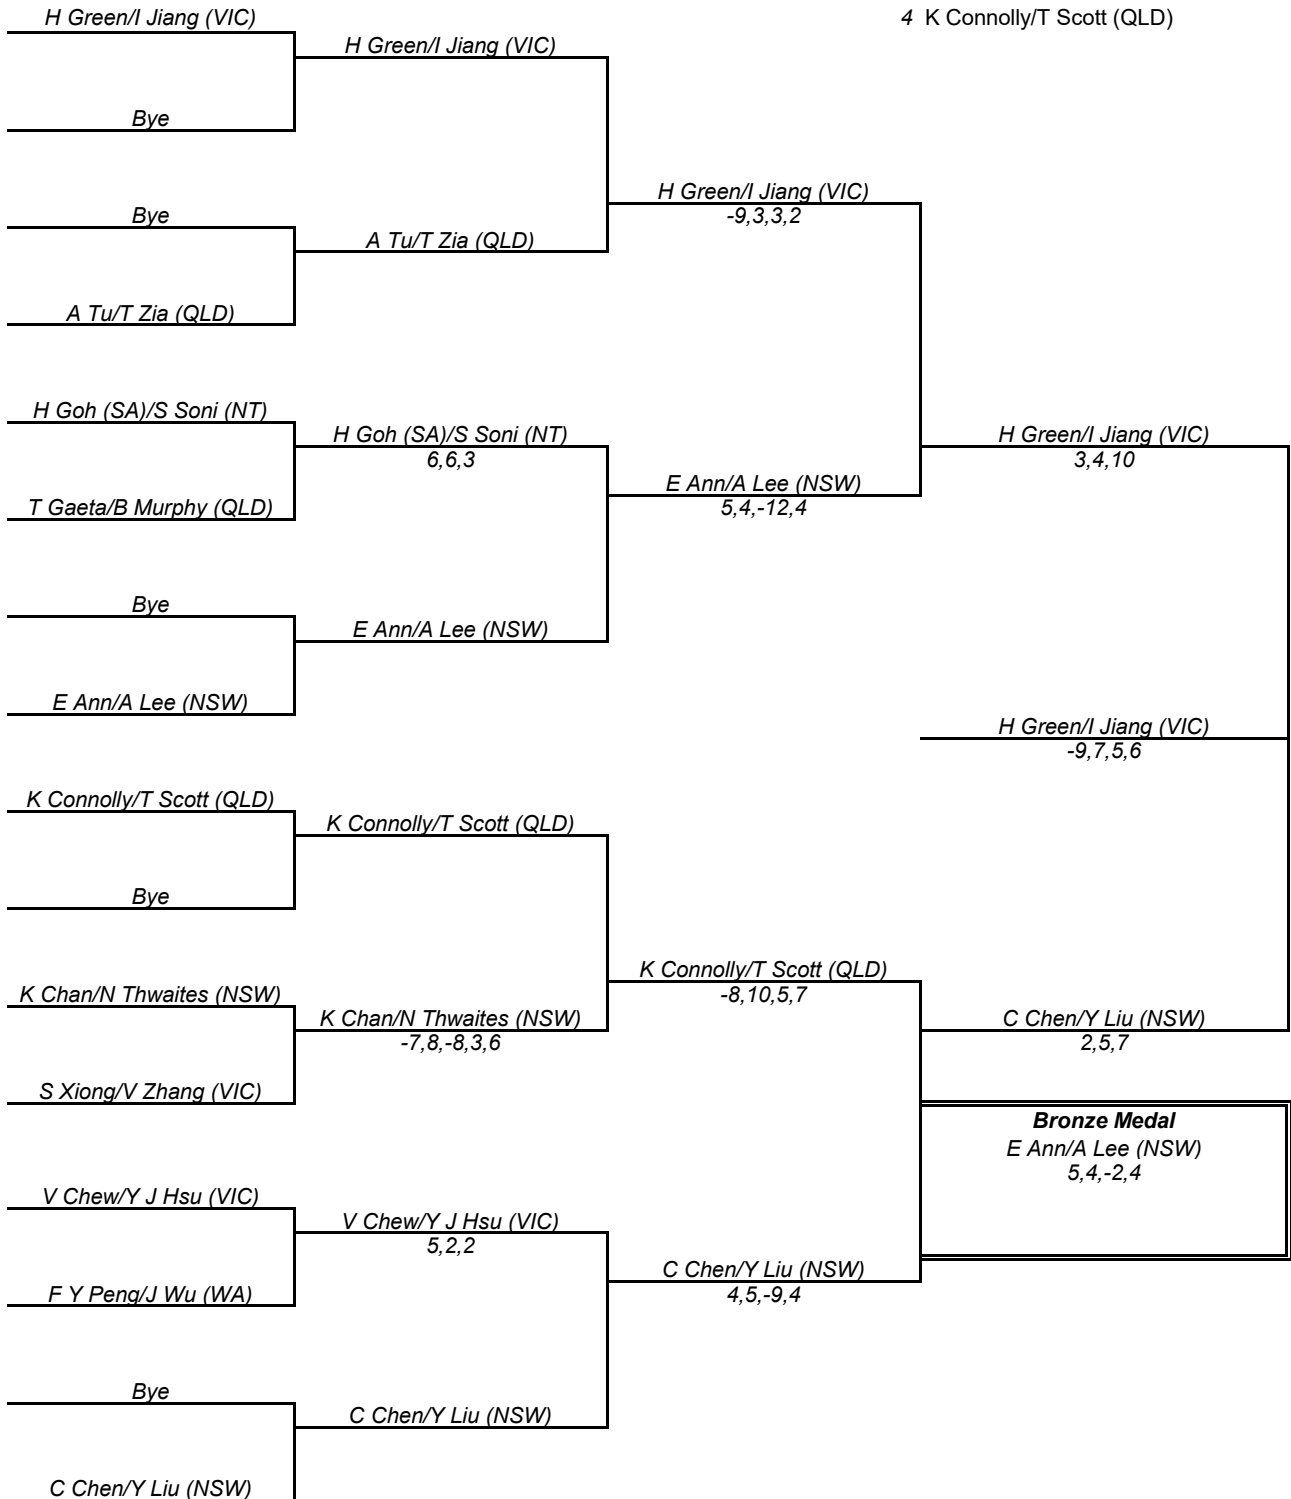 H Green/I Jiang (VIC)
4 K Connolly/T Scott (QLD)
H Green/I Jiang (VIC)
Bye
H Green/I Jiang (VIC)
-9,3,3,2
Bye
A Tu/T Zia (QLD)
A Tu/T Zia (QLD)
H Goh (SA)/S Soni (NT)
H Goh (SA)/S Soni (NT)
6,6,3
H Green/I Jiang (VIC)
3,4,10
E Ann/A Lee (NSW)
5,4,-12,4
T Gaeta/B Murphy (QLD)
Bye
E Ann/A Lee (NSW)
E Ann/A Lee (NSW)
H Green/I Jiang (VIC)
-9,7,5,6
K Connolly/T Scott (QLD)
K Connolly/T Scott (QLD)
Bye
K Connolly/T Scott (QLD)
-8,10,5,7
K Chan/N Thwaites (NSW)
K Chan/N Thwaites (NSW)
-7,8,-8,3,6
C Chen/Y Liu (NSW)
2,5,7
S Xiong/V Zhang (VIC)
Bronze Medal
E Ann/A Lee (NSW)
5,4,-2,4
V Chew/Y J Hsu (VIC)
V Chew/Y J Hsu (VIC)
5,2,2
C Chen/Y Liu (NSW)
4,5,-9,4
F Y Peng/J Wu (WA)
Bye
C Chen/Y Liu (NSW)
C Chen/Y Liu (NSW)